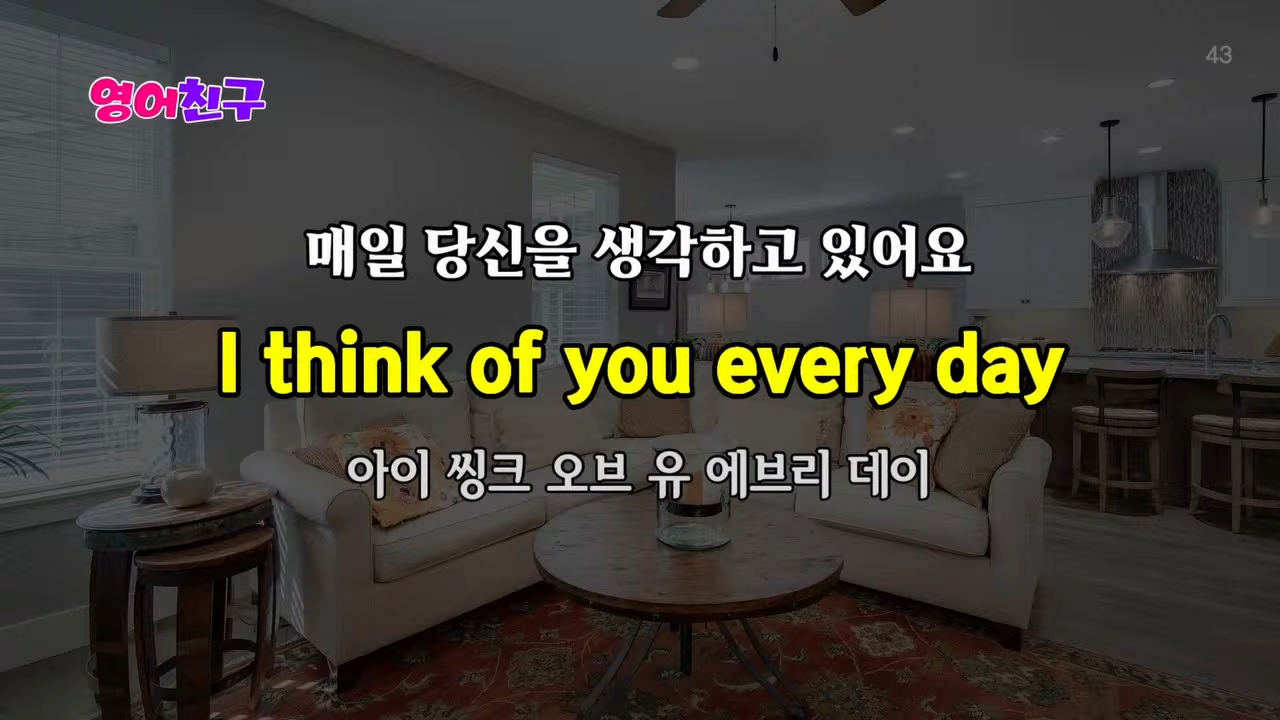 43
영어친구
매일 당신을 생각하고 있어요
I think of you every day
아이 씽크 오브 유 에브리 데이